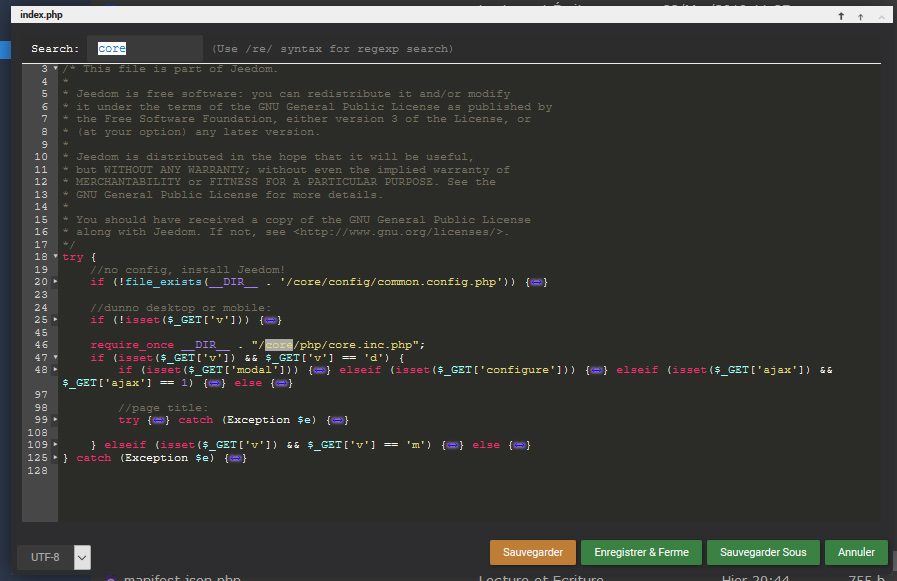 index.php
Search: core (Use /re/ syntax for regexp search)
3 /* This file is part of Jeedom.
4 *
5 * Jeedom is free software: you can redistribute it and/or modify
6 * it under the terms of the GNU General Public License as published by
7 * the Free Software Foundation, either version 3 of the License, or
8 * (at your option) any later version.
9 *
10 * Jeedom is distributed in the hope that it will be useful,
11 * but WITHOUT ANY WARRANTY; without even the implied warranty of
12 * MERCHANTABILITY or FITNESS FOR A PARTICULAR PURPOSE. See the
13 * GNU General Public License for more details.
14 *
15 * You should have received a copy of the GNU General Public License
16 * along with Jeedom. If not, see <http://www.gnu.org/licenses/>.
17 */
18 try {
19 //no config, install Jeedom!
20 if (!file_exists(__DIR__ . '/core/config/common.config.php')) {}
23
24 //dunno desktop or mobile:
25 if (!isset($_GET['v'])) {}
45
46 require_once __DIR__ . "/core/php/core.inc.php";
47 if (isset($_GET['v']) && $_GET['v'] == 'd') {
48 if (isset($_GET['modal'])) {} elseif (isset($_GET['configure'])) {} elseif (isset($_GET['ajax']) &&
$_GET['ajax'] == 1) {} else {}
97
98 //page title:
99 try {} catch (Exception $e) {}
108
109 } elseif (isset($_GET['v']) && $_GET['v'] == 'm') {} else {}
125 } catch (Exception $e) {}
128
UTF-8
Sauvegarder Enregistrer & Ferme Sauvegarder Sous Annuler
manifest.json.php Lecture et Ecriture Hier 20:44 755 b